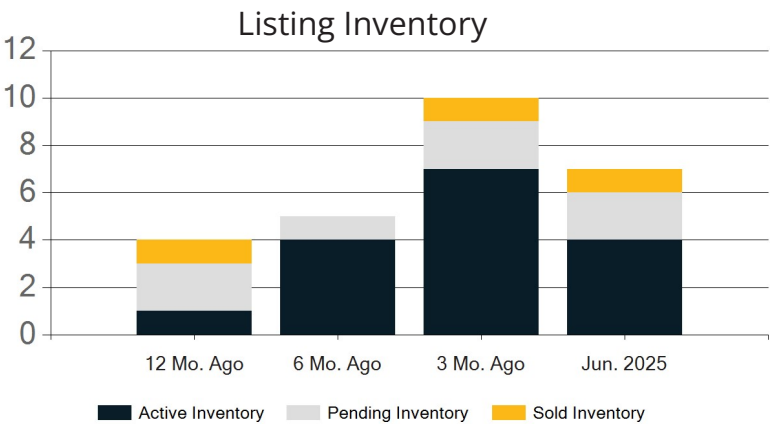 Listing Inventory
12
10
8
6
4
2
0
12 Mo. Ago 6 Mo. Ago 3 Mo. Ago Jun. 2025
Active Inventory Pending Inventory Sold Inventory